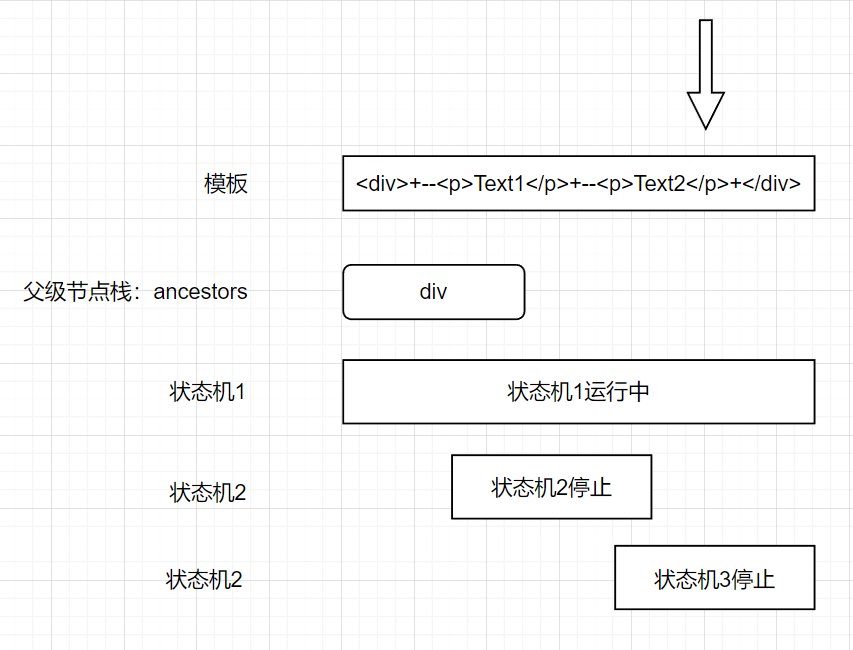 模板 <div>+--<p>Text1</p>+--<p>Text2</p>+</div>
父级节点栈：ancestors div
状态机1 状态机1运行中
状态机2 状态机2停止
状态机2 状态机3停止